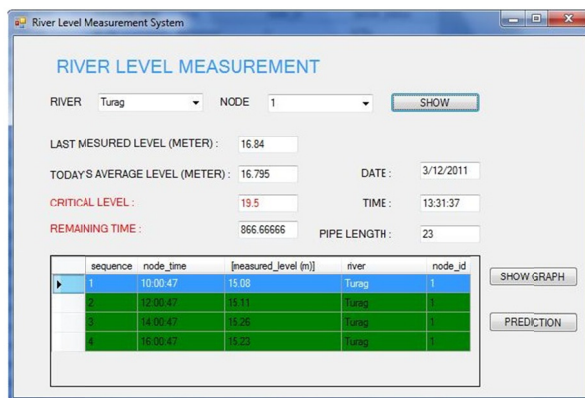 River Level Measurement System
RIVER LEVEL MEASUREMENT
RIVER Turag NODE 1 SHOW
LAST MESURED LEVEL (METER) : 16.84
TODAY'S AVERAGE LEVEL (METER) : 16.795 DATE : 3/12/2011
CRITICAL LEVEL : 19.5 TIME : 13:31:37
REMAINING TIME : 866.66666 PIPE LENGTH : 23
sequence node_time [measured_level (m)] river node_id
1 10:00:47 15.08 Turag 1 SHOW GRAPH
2 12:00:47 15.11 Turag 1
3 14:00:47 15.26 Turag 1 PREDICTION
4 16:00:47 15.23 Turag 1